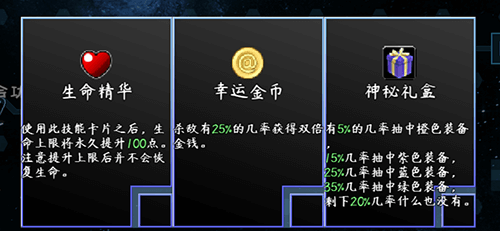 生命精华
使用此技能卡片之后，生
命上限将永久提升100点。
注意提升上限后并不会恢
复生命。
幸运金币
杀敌有25%的几率获得双倍
金钱。
神秘礼盒
有5%的几率抽中橙色装备
，
15%几率抽中紫色装备，
25%几率抽中蓝色装备，
35%几率抽中绿色装备，
剩下20%几率什么也没有。